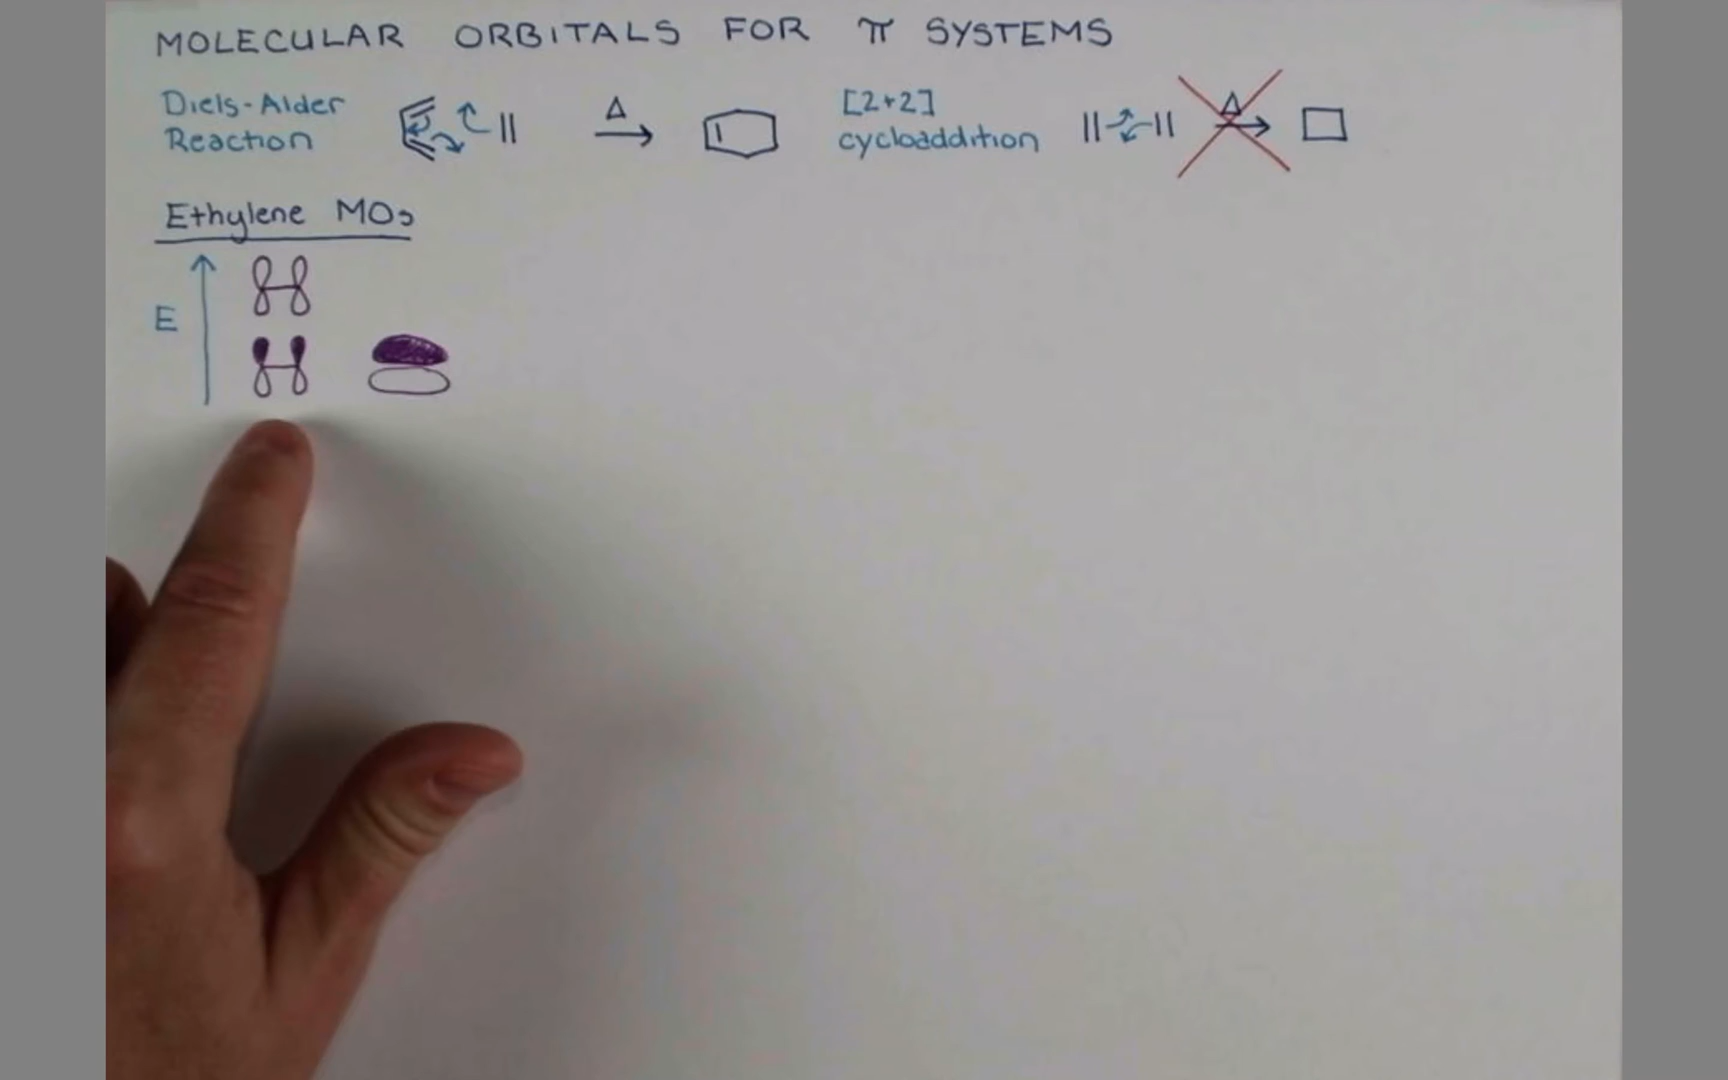 MOLECULAR ORBITALS FOR π SYSTEMS
Diels-Alder
Reaction
Δ
[2+2]
cycloaddition
Δ
Ethylene MOs
E